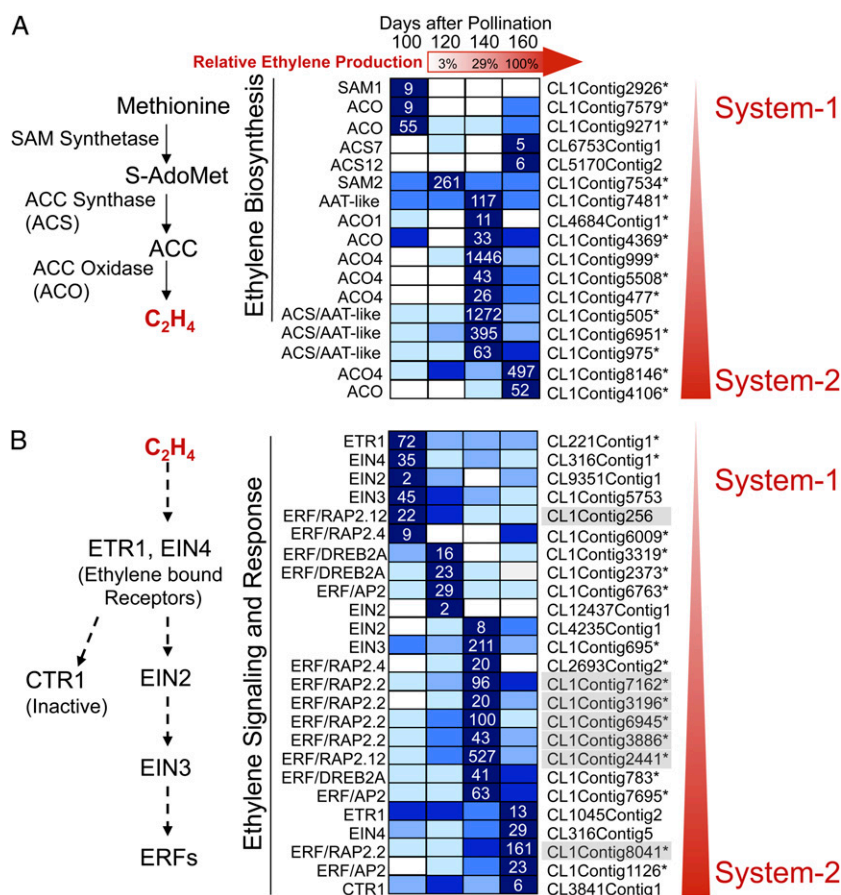 A
Days after Pollination
100 120 140 160
Relative Ethylene Production 3% 29% 100%
Methionine
SAM Synthetase
S-AdoMet
ACC Synthase
(ACS)
ACC
ACC Oxidase
(ACO)
C2H4
Ethylene Biosynthesis
SAM1 9 CL1Contig2926*
ACO 9 CL1Contig7579*
ACO 55 CL1Contig9271*
ACS7 5 CL6753Contig1
ACS12 6 CL5170Contig2
SAM2 261 CL1Contig7534*
AAT-like 117 CL1Contig7481*
ACO1 11 CL4684Contig1*
ACO 33 CL1Contig4369*
ACO4 1446 CL1Contig999*
ACO4 43 CL1Contig5508*
ACO4 26 CL1Contig477*
ACS/AAT-like 1272 CL1Contig505*
ACS/AAT-like 395 CL1Contig6951*
ACS/AAT-like 63 CL1Contig975*
ACO4 497 CL1Contig8146*
ACO 52 CL1Contig4106*
System-1
System-2
B
C2H4
ETR1, EIN4
(Ethylene bound
Receptors)
CTR1
(Inactive)
EIN2
EIN3
ERFs
Ethylene Signaling and Response
ETR1 72 CL221Contig1*
EIN4 35 CL316Contig1*
EIN2 2 CL9351Contig1
EIN3 45 CL1Contig5753
ERF/RAP2.12 22 CL1Contig256
ERF/RAP2.4 9 CL1Contig6009*
ERF/DREB2A 16 CL1Contig3319*
ERF/DREB2A 23 CL1Contig2373*
ERF/AP2 29 CL1Contig6763*
EIN2 2 CL12437Contig1
EIN2 8 CL4235Contig1
EIN3 211 CL1Contig695*
ERF/RAP2.4 20 CL2693Contig2*
ERF/RAP2.2 96 CL1Contig7162*
ERF/RAP2.2 20 CL1Contig3196*
ERF/RAP2.2 100 CL1Contig6945*
ERF/RAP2.2 43 CL1Contig3886*
ERF/RAP2.12 527 CL1Contig2441*
ERF/DREB2A 41 CL1Contig783*
ERF/AP2 63 CL1Contig7695*
ETR1 13 CL1045Contig2
EIN4 29 CL316Contig5
ERF/RAP2.2 161 CL1Contig8041*
ERF/AP2 23 CL1Contig1126*
CTR1 6 CL3841Contig1
System-1
System-2